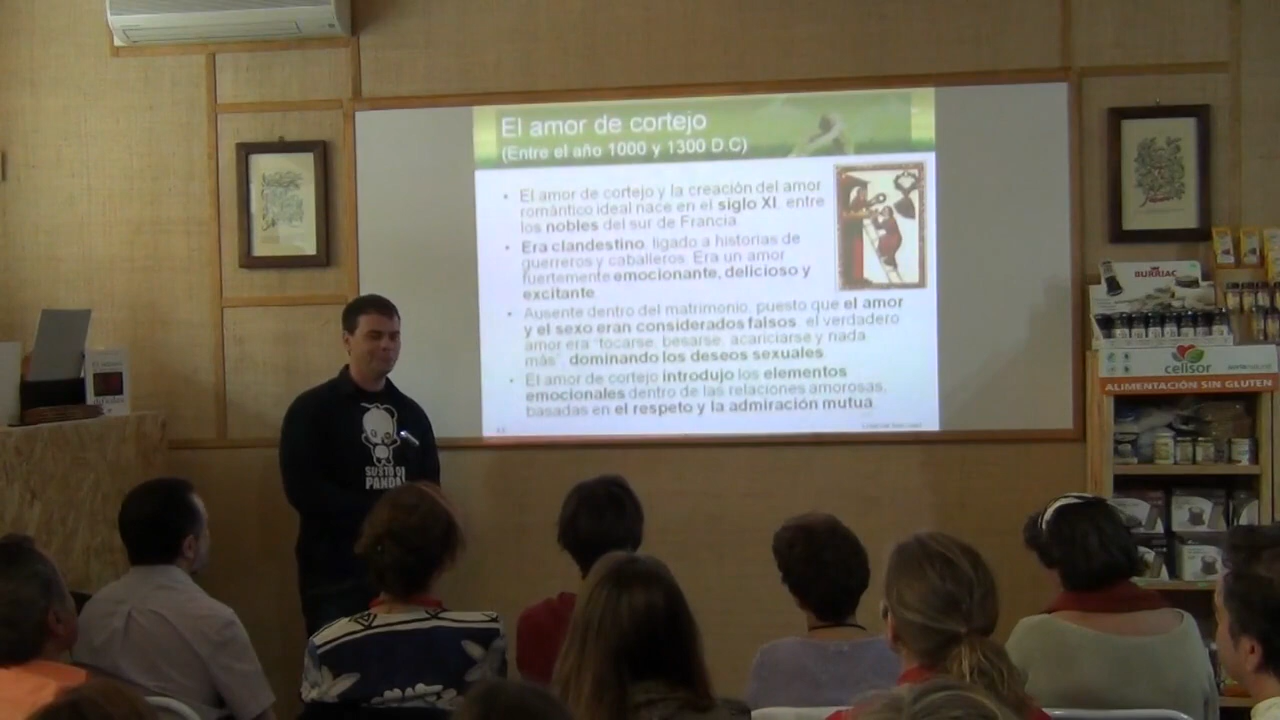 El amor de cortejo
(Entre el año 1000 y 1300 D.C)
• El amor de cortejo y la creación del amor
romántico ideal nace en el siglo XI, entre
los nobles del sur de Francia
• Era clandestino, ligado a historias de
guerreros y caballeros. Era un amor
fuertemente emocionante, delicioso y
excitante
• Ausente dentro del matrimonio, puesto que el amor
y el sexo eran considerados falsos, el verdadero
amor era "tocarse, besarse, acariciarse y nada
más", dominando los deseos sexuales
• El amor de cortejo introdujo los elementos
emocionales dentro de las relaciones amorosas,
basadas en el respeto y la admiración mutua
PANDA
BURRIAC
celisor
ALIMENTACIÓN SIN GLUTEN